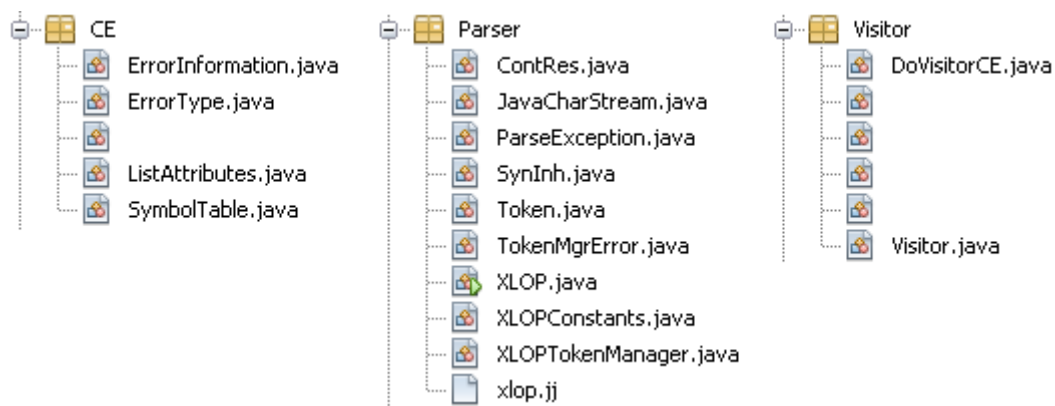 CE
ErrorInformation.java
ErrorType.java
ListAttributes.java
SymbolTable.java
Parser
ContRes.java
JavaCharStream.java
ParseException.java
SynInh.java
Token.java
TokenMgrError.java
XLOP.java
XLOPConstants.java
XLOPTokenManager.java
xlop.jj
Visitor
DoVisitorCE.java
Visitor.java